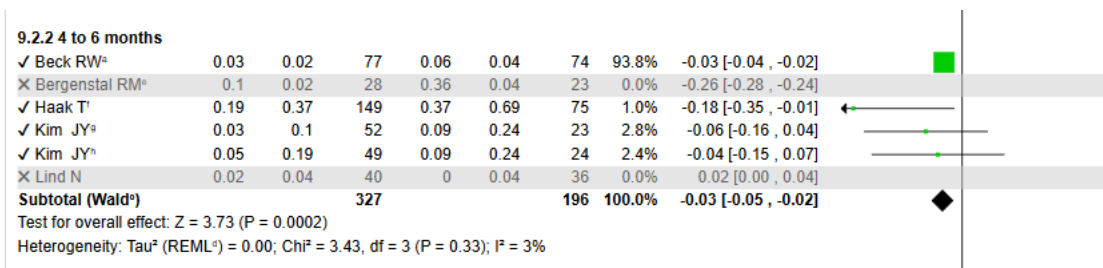 9.2.2 4 to 6 months
✓ Beck RWᵃ 0.03 0.02 77 0.06 0.04 74 93.8% -0.03 [-0.04 , -0.02]
✕ Bergenstal RMᵉ 0.1 0.02 28 0.36 0.04 23 0.0% -0.26 [-0.28 , -0.24]
✓ Haak Tᶠ 0.19 0.37 149 0.37 0.69 75 1.0% -0.18 [-0.35 , -0.01]
✓ Kim JYᵍ 0.03 0.1 52 0.09 0.24 23 2.8% -0.06 [-0.16 , 0.04]
✓ Kim JYʰ 0.05 0.19 49 0.09 0.24 24 2.4% -0.04 [-0.15 , 0.07]
✕ Lind N 0.02 0.04 40 0 0.04 36 0.0% 0.02 [0.00 , 0.04]
Subtotal (Waldᵒ) 327 196 100.0% -0.03 [-0.05 , -0.02]
Test for overall effect: Z = 3.73 (P = 0.0002)
Heterogeneity: Tau² (REMLᵈ) = 0.00; Chi² = 3.43, df = 3 (P = 0.33); I² = 3%